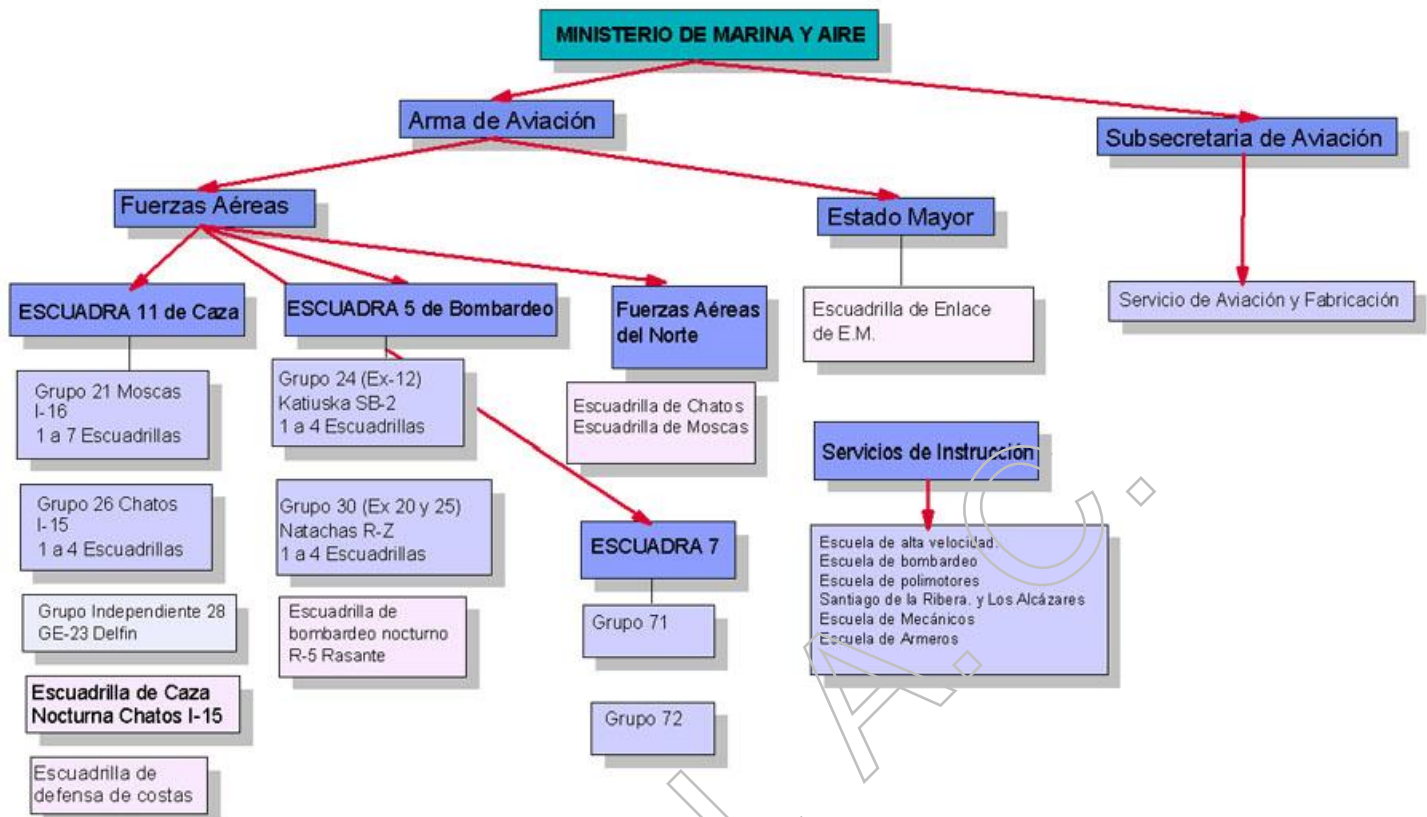 MINISTERIO DE MARINA Y AIRE
Arma de Aviación
Subsecretaria de Aviación
Fuerzas Aéreas
Estado Mayor
ESCUADRA 11 de Caza
ESCUADRA 5 de Bombardeo
Fuerzas Aéreas
del Norte
Escuadrilla de Enlace
de E.M.
Servicio de Aviación y Fabricación
Grupo 21 Moscas
I-16
1 a 7 Escuadrillas
Grupo 24 (Ex-12)
Katiuska SB-2
1 a 4 Escuadrillas
Escuadrilla de Chatos
Escuadrilla de Moscas
Servicios de Instrucción
Grupo 26 Chatos
I-15
1 a 4 Escuadrillas
Grupo 30 (Ex 20 y 25)
Natachas R-Z
1 a 4 Escuadrillas
ESCUADRA 7
Escuela de alta velocidad.
Escuela de bombardeo
Escuela de polimotores
Santiago de la Ribera. y Los Alcázares
Escuela de Mecánicos
Escuela de Armeros
Grupo Independiente 28
GE-23 Delfin
Escuadrilla de
bombardeo nocturno
R-5 Rasante
Grupo 71
Escuadrilla de Caza
Nocturna Chatos I-15
Grupo 72
Escuadrilla de
defensa de costas
A. C.